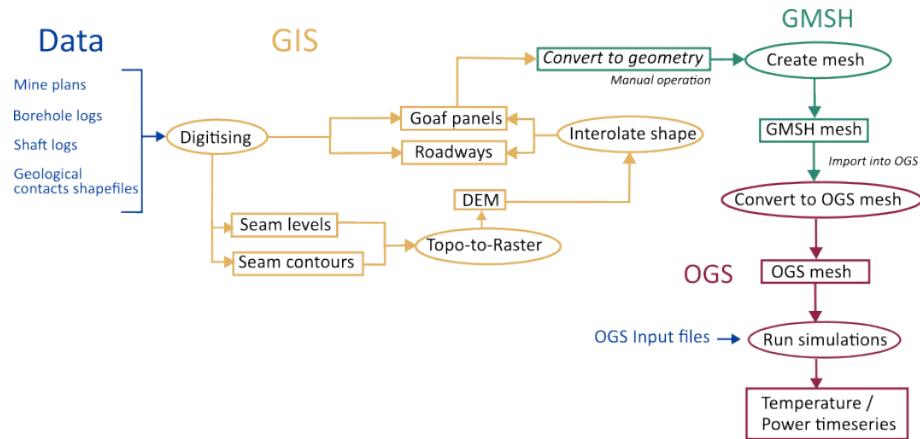 Data
Mine plans
Borehole logs
Shaft logs
Geological
contacts shapefiles
GIS
Digitising
Goaf panels
Roadways
Interolate shape
Seam levels
Seam contours
DEM
Topo-to-Raster
GMSH
Convert to geometry
Manual operation
Create mesh
GMSH mesh
Import into OGS
Convert to OGS mesh
OGS
OGS mesh
OGS Input files
Run simulations
Temperature /
Power timeseries